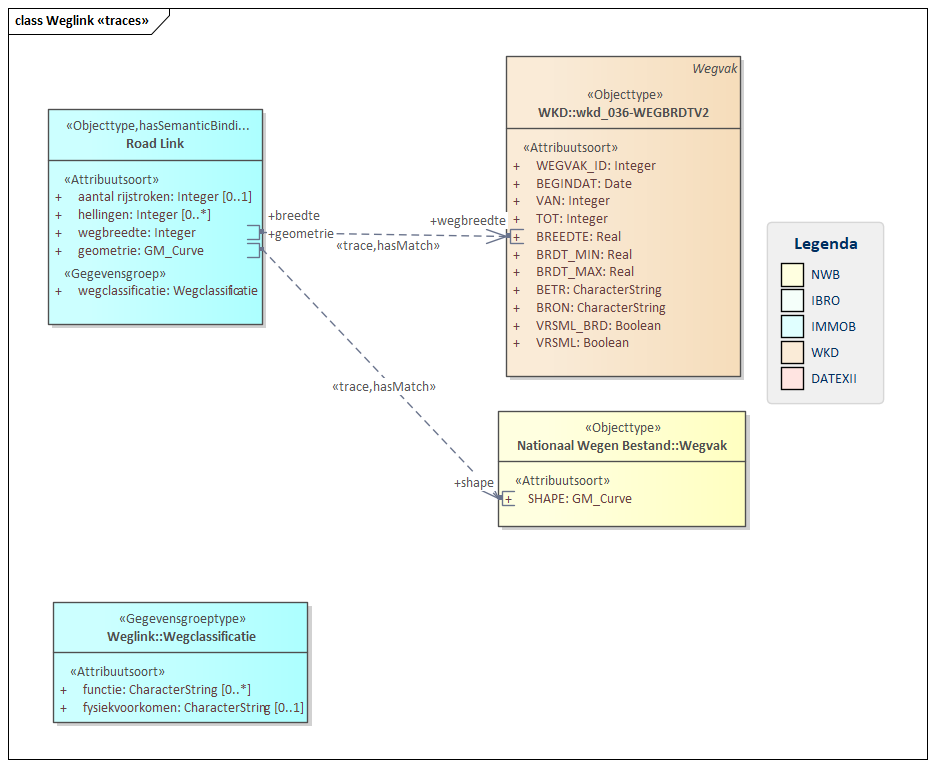 class Weglink «traces»
«Objecttype,hasSemanticBindi...
Road Link
«Attribuutsoort»
+ aantal rijstroken: Integer [0..1]
+ hellingen: Integer [0..*]
+ wegbreedte: Integer
+ geometrie: GM_Curve
«Gegevensgroep»
+ wegclassificatie: Wegclassificatie
+breedte
+geometrie
+wegbreedte
«trace,hasMatch»
Wegvak
«Objecttype»
WKD::wkd_036-WEGBRDTV2
«Attribuutsoort»
+ WEGVAK_ID: Integer
+ BEGINDAT: Date
+ VAN: Integer
+ TOT: Integer
+ BREEDTE: Real
+ BRDT_MIN: Real
+ BRDT_MAX: Real
+ BETR: CharacterString
+ BRON: CharacterString
+ VRSML_BRD: Boolean
+ VRSML: Boolean
Legenda
NWB
IBRO
IMMOB
WKD
DATEXII
«trace,hasMatch»
+shape
«Objecttype»
Nationaal Wegen Bestand::Wegvak
«Attribuutsoort»
+ SHAPE: GM_Curve
«Gegevensgroeptype»
Weglink::Wegclassificatie
«Attribuutsoort»
+ functie: CharacterString [0..*]
+ fysiekvoorkomen: CharacterString [0..1]